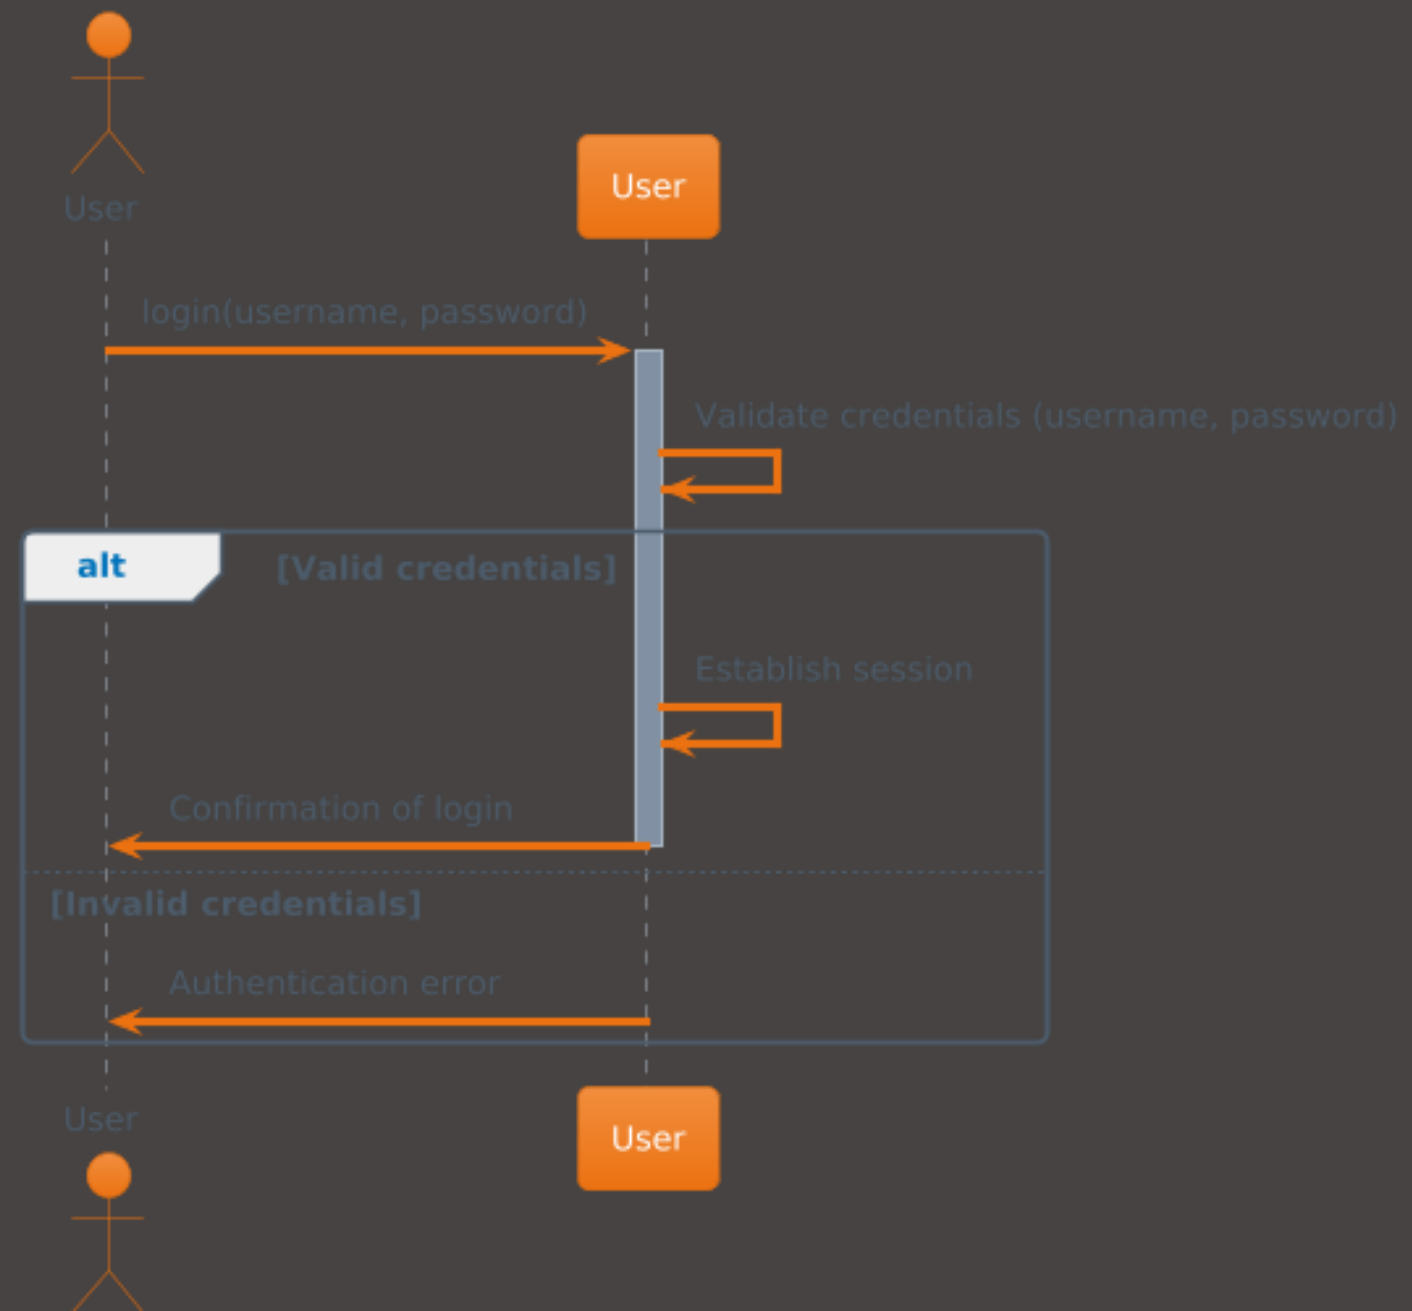 User
User
login(username, password)
Validate credentials (username, password)
alt
[Valid credentials]
Establish session
Confirmation of login
[Invalid credentials]
Authentication error
User
User